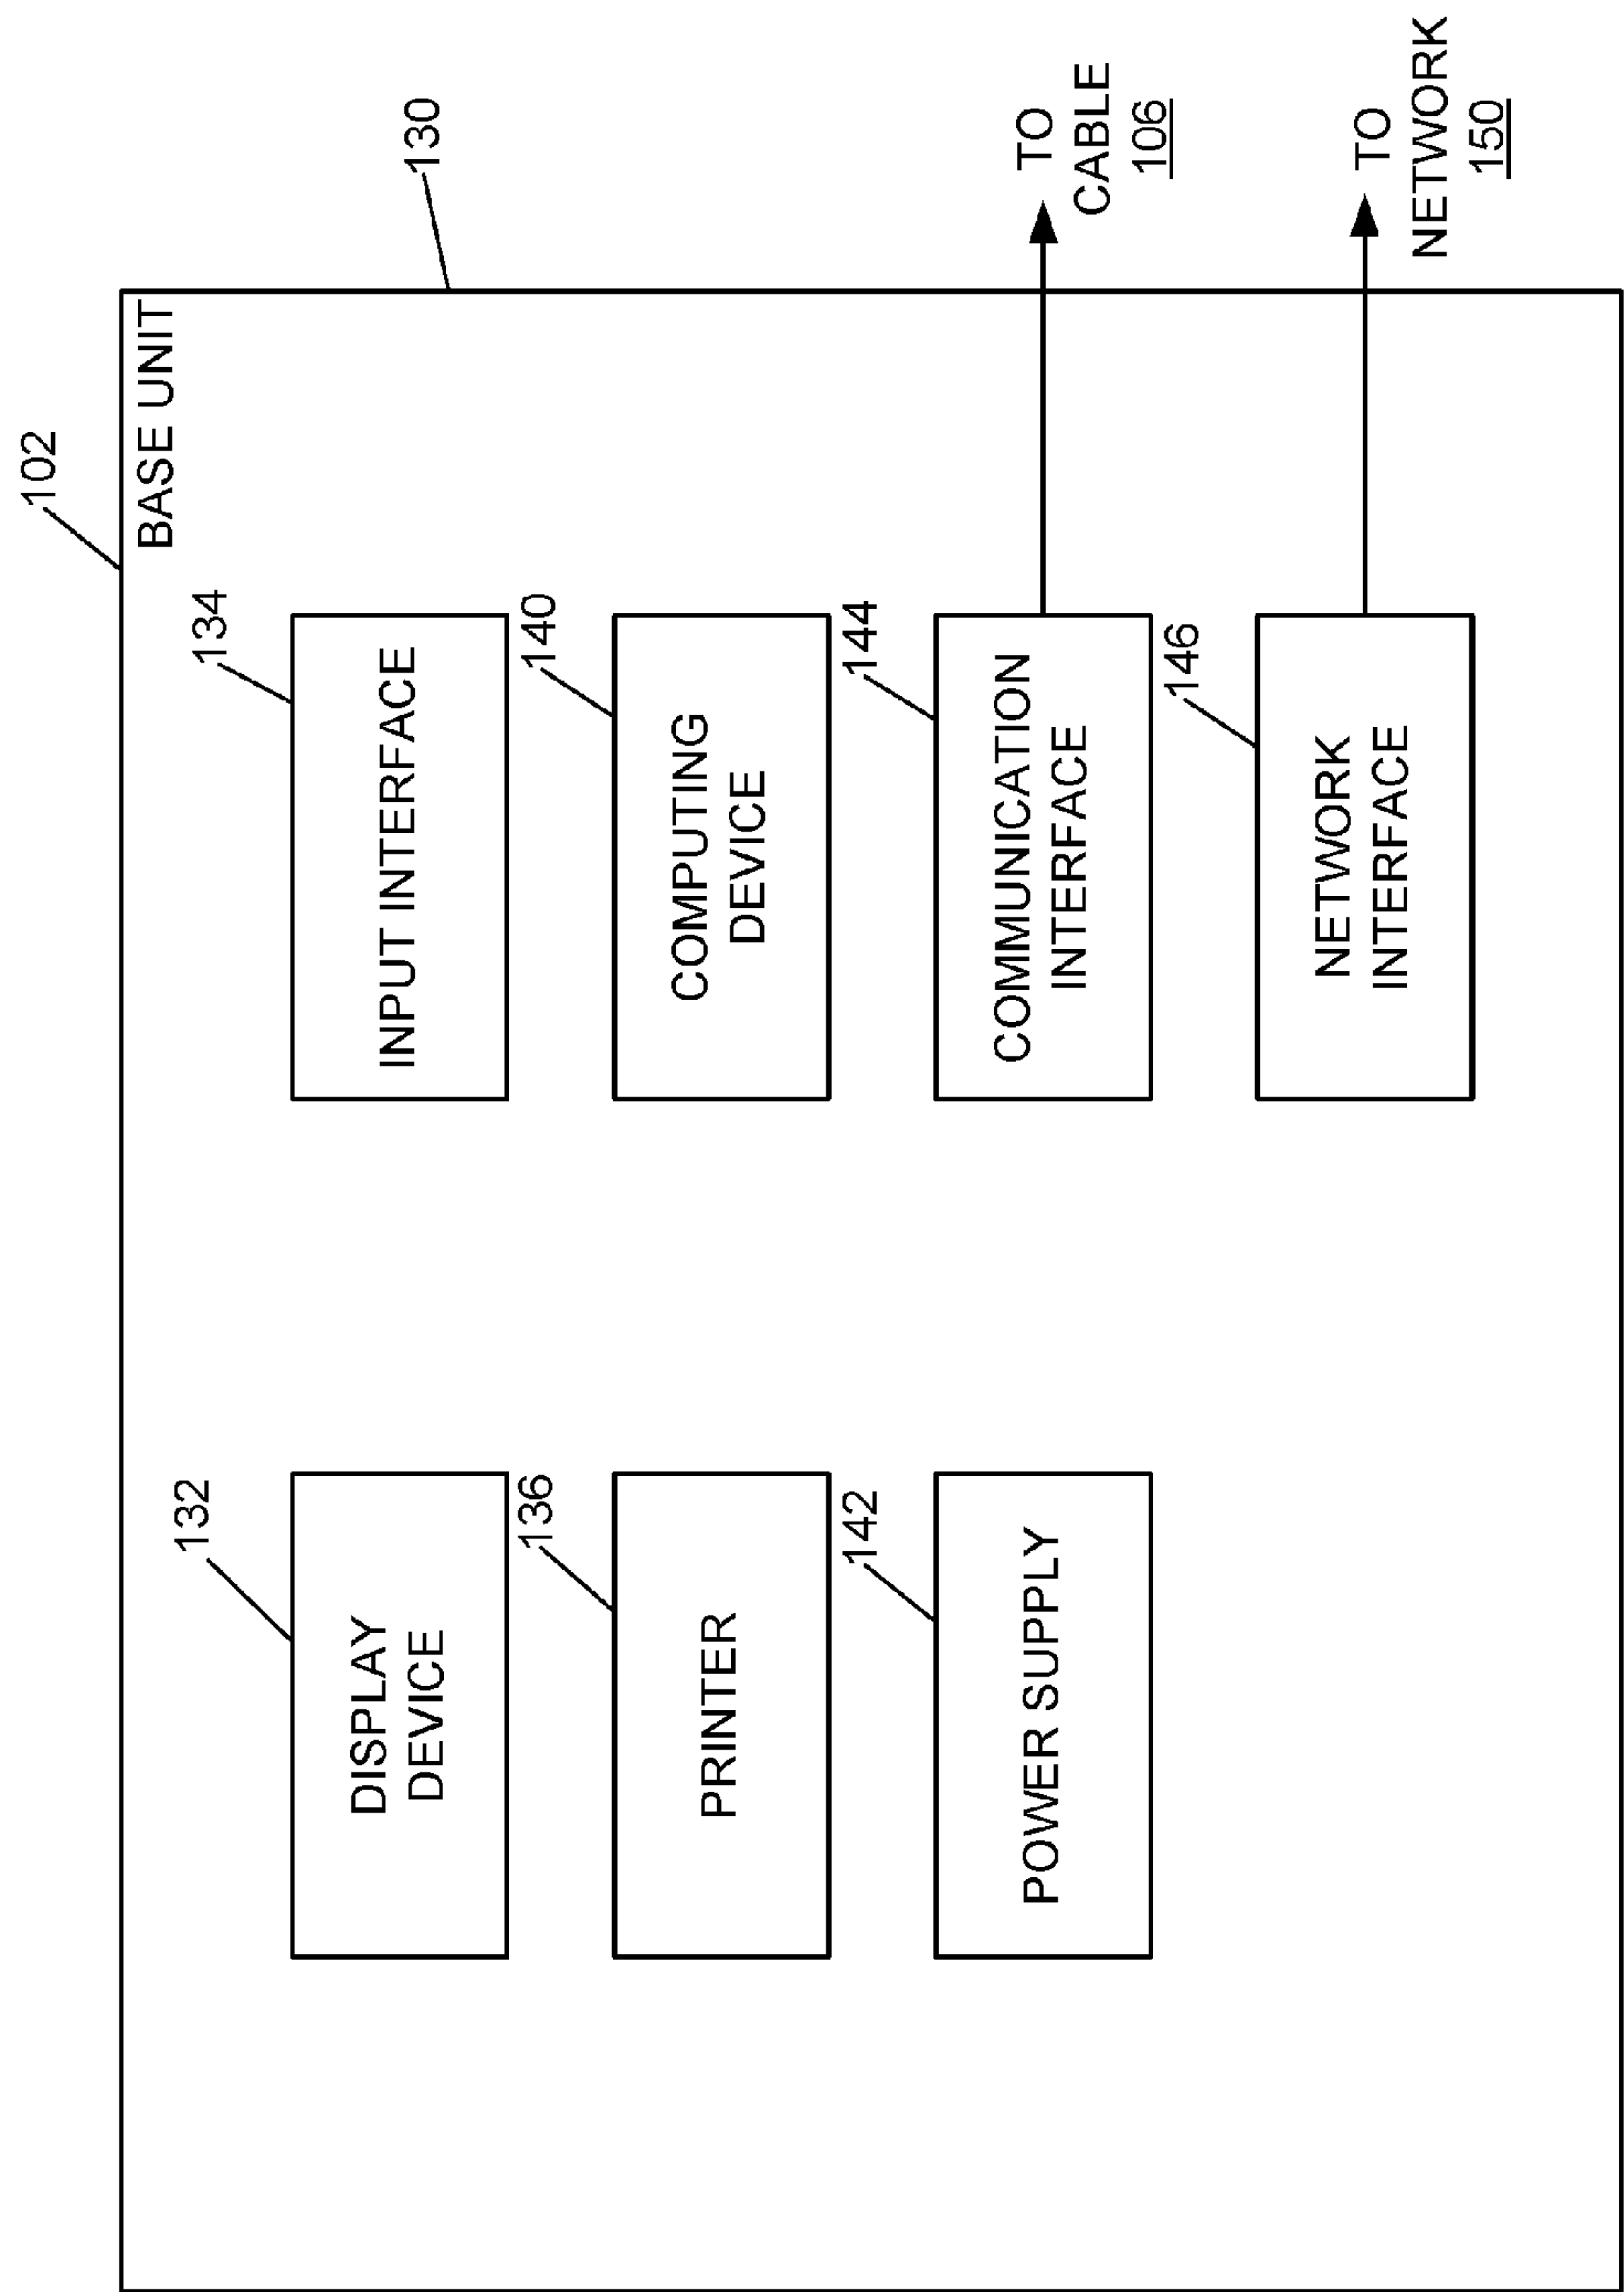 102
BASE UNIT
130
132
DISPLAY
DEVICE
134
INPUT INTERFACE
136
PRINTER
140
COMPUTING
DEVICE
142
POWER SUPPLY
144
COMMUNICATION
INTERFACE
TO
CABLE
106
146
NETWORK
INTERFACE
TO
NETWORK
150